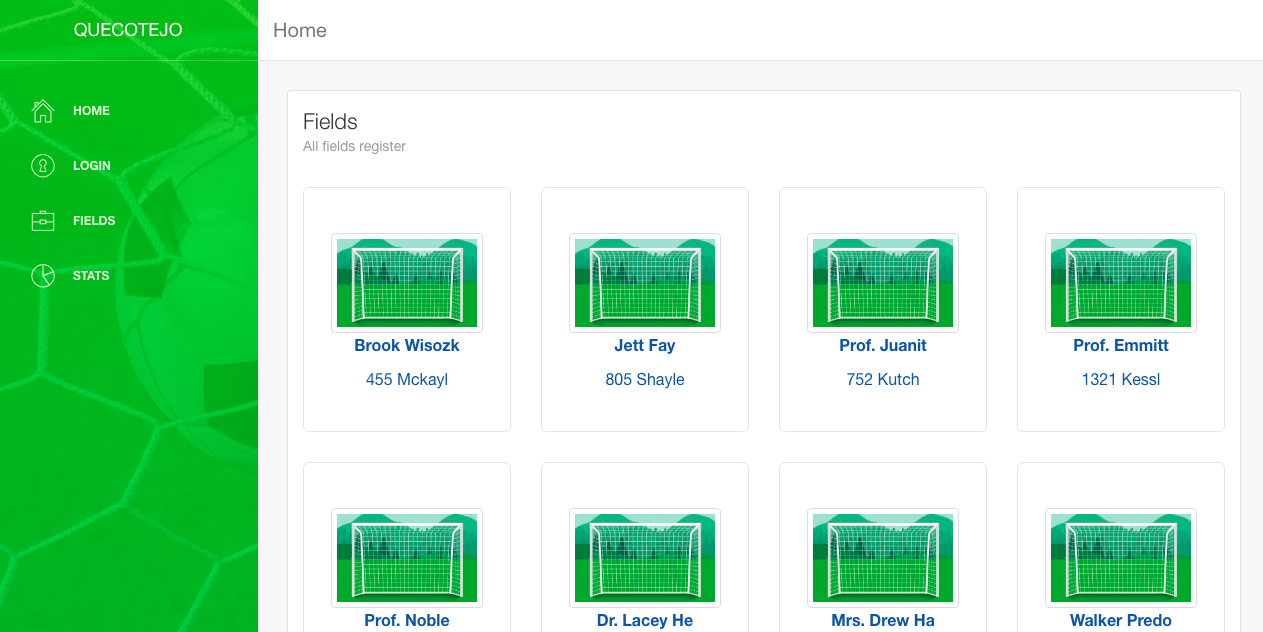 QUECOTEJO
Home
HOME
LOGIN
FIELDS
STATS
Fields
All fields register
Brook Wisozk
455 Mckayl
Jett Fay
805 Shayle
Prof. Juanit
752 Kutch
Prof. Emmitt
1321 Kessl
Prof. Noble
Dr. Lacey He
Mrs. Drew Ha
Walker Predo